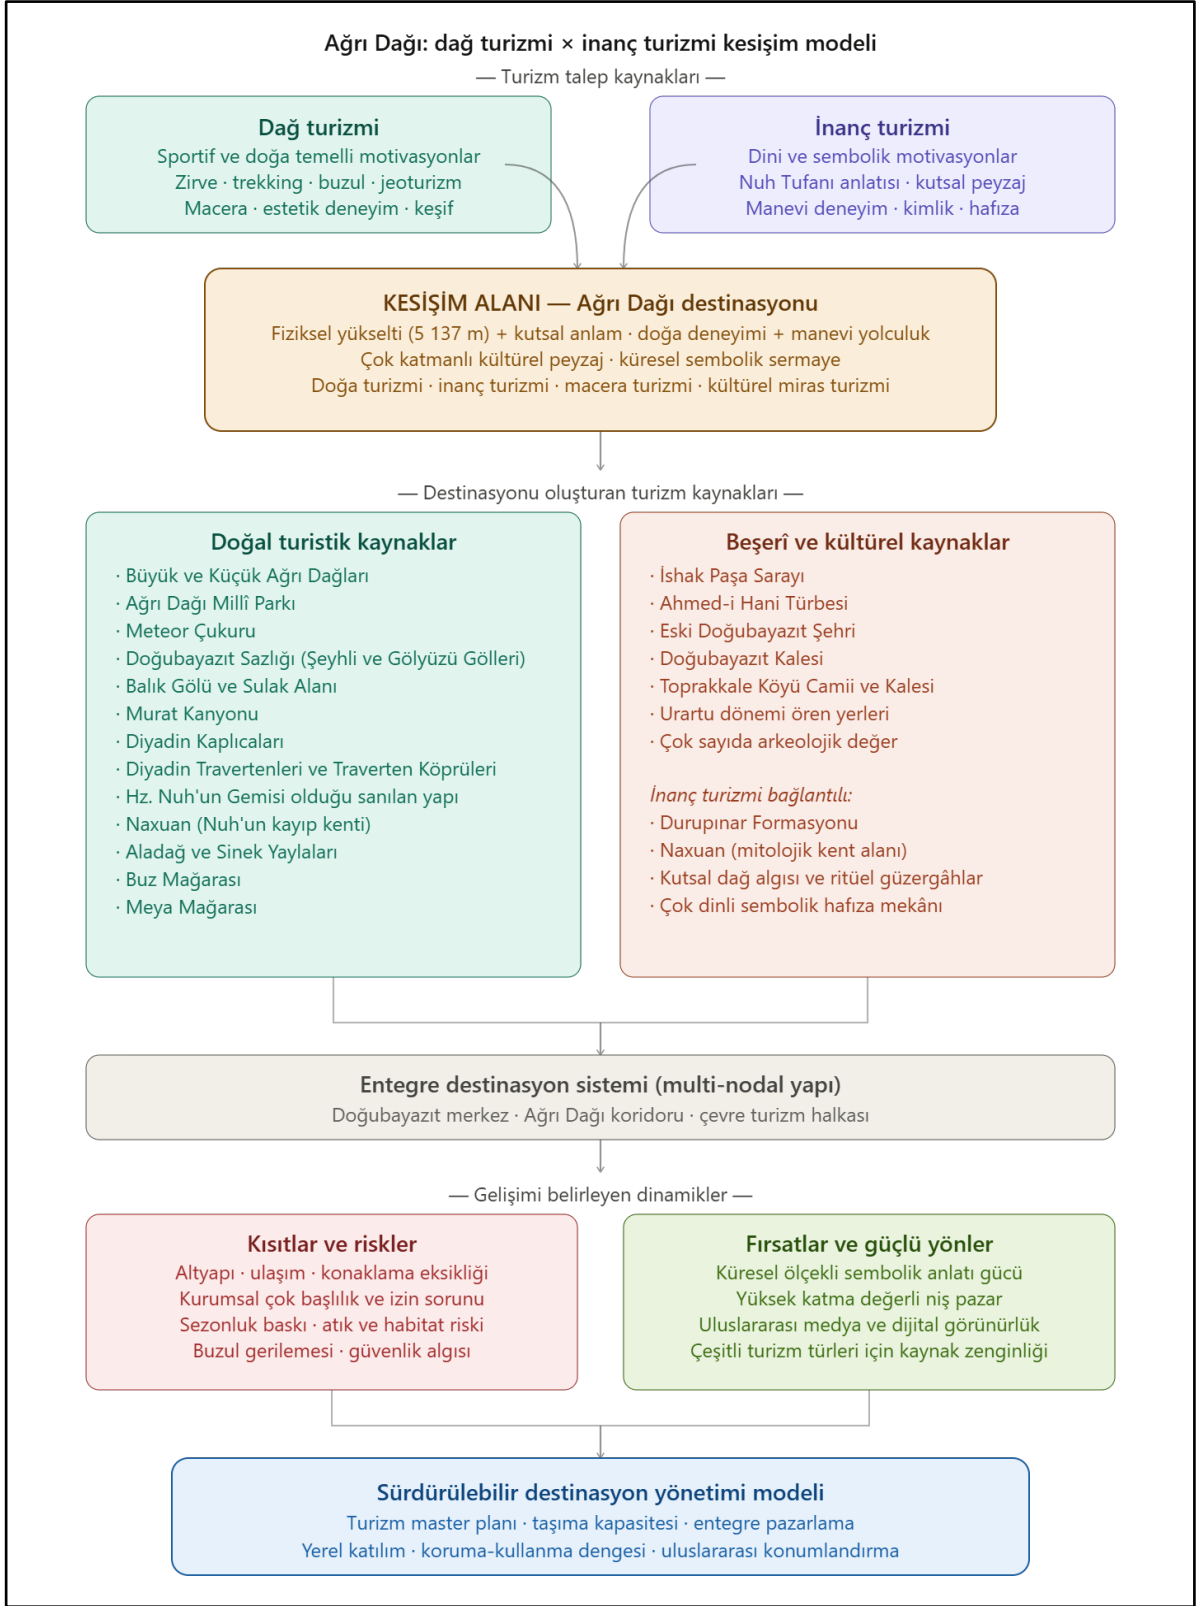 Ağrı Dağı: dağ turizmi × inanç turizmi kesişim modeli
— Turizm talep kaynakları —
Dağ turizmi
Sportif ve doğa temelli motivasyonlar
Zirve · trekking · buzul · jeoturizm
Macera · estetik deneyim · keşif
İnanç turizmi
Dini ve sembolik motivasyonlar
Nuh Tufanı anlatısı · kutsal peyzaj
Manevi deneyim · kimlik · hafıza
KESİŞİM ALANI — Ağrı Dağı destinasyonu
Fiziksel yükselti (5 137 m) + kutsal anlam · doğa deneyimi + manevi yolculuk
Çok katmanlı kültürel peyzaj · küresel sembolik sermaye
Doğa turizmi · inanç turizmi · macera turizmi · kültürel miras turizmi
— Destinasyonu oluşturan turizm kaynakları —
Doğal turistik kaynaklar
· Büyük ve Küçük Ağrı Dağları
· Ağrı Dağı Millî Parkı
· Meteor Çukuru
· Doğubayazıt Sazlığı (Şeyhli ve Gölyüzü Gölleri)
· Balık Gölü ve Sulak Alanı
· Murat Kanyonu
· Diyadin Kaplıcaları
· Diyadin Travertenleri ve Traverten Köprüleri
· Hz. Nuh'un Gemisi olduğu sanılan yapı
· Naxuan (Nuh'un kayıp kenti)
· Aladağ ve Sinek Yaylaları
· Buz Mağarası
· Meya Mağarası
Beşerî ve kültürel kaynaklar
· İshak Paşa Sarayı
· Ahmed-i Hani Türbesi
· Eski Doğubayazıt Şehri
· Doğubayazıt Kalesi
· Toprakkale Köyü Camii ve Kalesi
· Urartu dönemi ören yerleri
· Çok sayıda arkeolojik değer
İnanç turizmi bağlantılı:
· Durupınar Formasyonu
· Naxuan (mitolojik kent alanı)
· Kutsal dağ algısı ve ritüel güzergâhlar
· Çok dinli sembolik hafıza mekânı
Entegre destinasyon sistemi (multi-nodal yapı)
Doğubayazıt merkez · Ağrı Dağı koridoru · çevre turizm halkası
— Gelişimi belirleyen dinamikler —
Kısıtlar ve riskler
Altyapı · ulaşım · konaklama eksikliği
Kurumsal çok başlılık ve izin sorunu
Sezonluk baskı · atık ve habitat riski
Buzul gerilemesi · güvenlik algısı
Fırsatlar ve güçlü yönler
Küresel ölçekli sembolik anlatı gücü
Yüksek katma değerli niş pazar
Uluslararası medya ve dijital görünürlük
Çeşitli turizm türleri için kaynak zenginliği
Sürdürülebilir destinasyon yönetimi modeli
Turizm master planı · taşıma kapasitesi · entegre pazarlama
Yerel katılım · koruma-kullanma dengesi · uluslararası konumlandırma